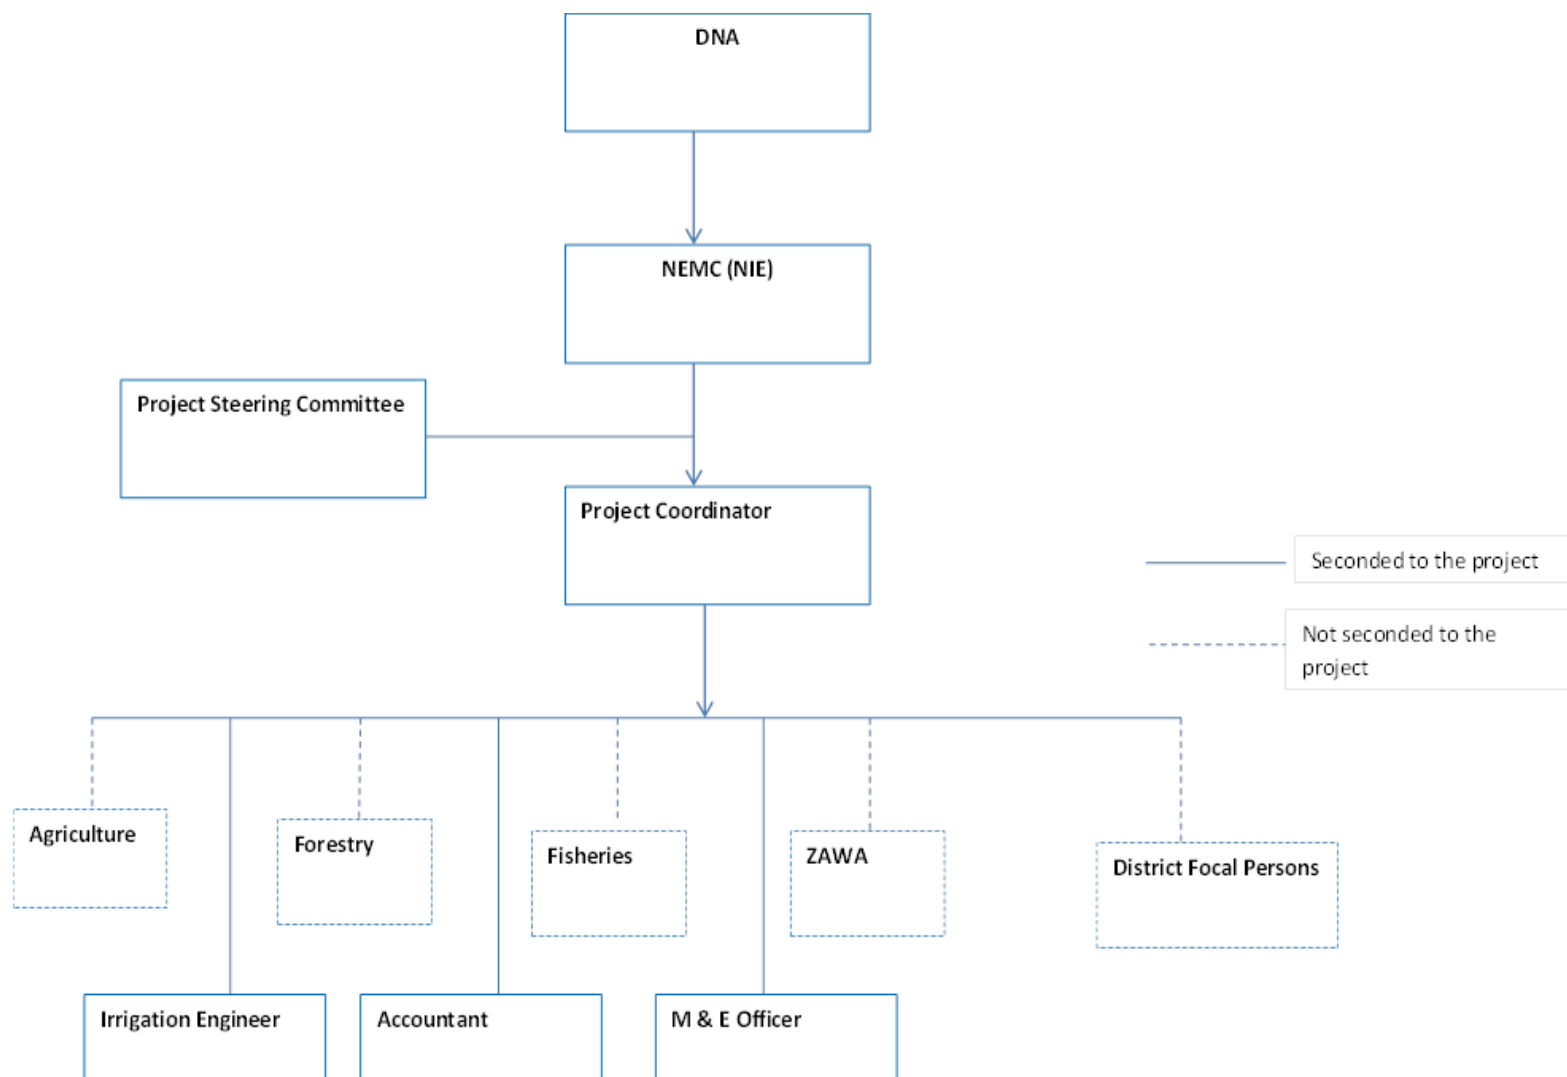 DNA
NEMC (NIE)
Project Steering Committee
Project Coordinator
Seconded to the project
Not seconded to the
project
Agriculture
Forestry
Fisheries
ZAWA
District Focal Persons
Irrigation Engineer
Accountant
M & E Officer